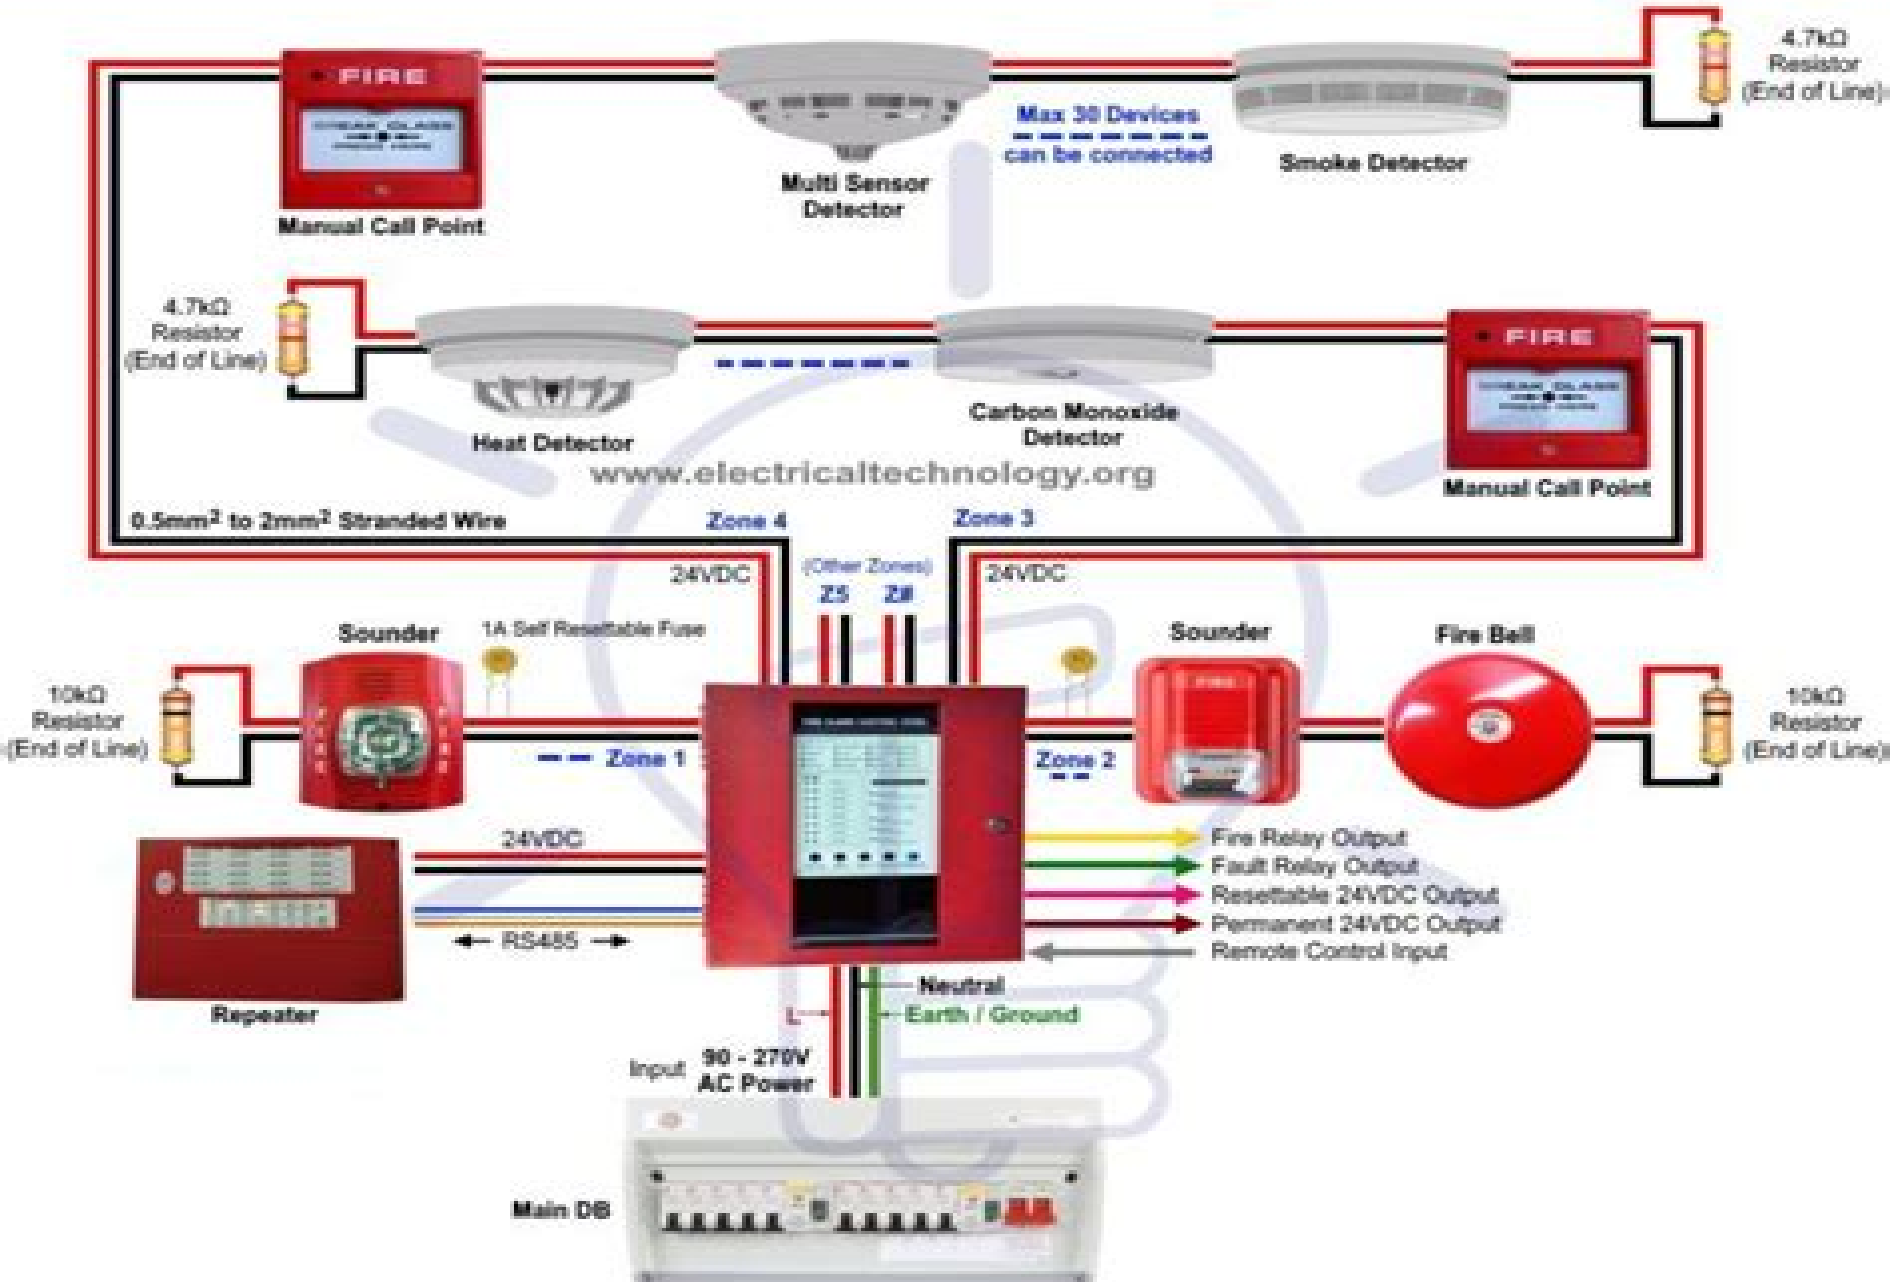 4.7kΩ
Resistor
(End of Line)
FIRE
Max 30 Devices
can be connected
Smoke Detector
Multi Sensor
Detector
Manual Call Point
4.7kΩ
Resistor
(End of Line)
FIRE
Carbon Monoxide
Detector
Heat Detector
www.electricaltechnology.org
Manual Call Point
0.5mm² to 2mm² Stranded Wire
Zone 4
Zone 3
24VDC
(Other Zones)
24VDC
Z5
Sounder
1A Self Resettable Fuse
Sounder
Fire Bell
10kΩ
Resistor
(End of Line)
FIRE
10kΩ
Resistor
(End of Line)
Zone 1
Zone 2
24VDC
Fire Relay Output
Fault Relay Output
Resettable 24VDC Output
Permanent 24VDC Output
Remote Control Input
RS485
Repeater
Neutral
L
Earth / Ground
Input
90 - 270V
AC Power
Main DB